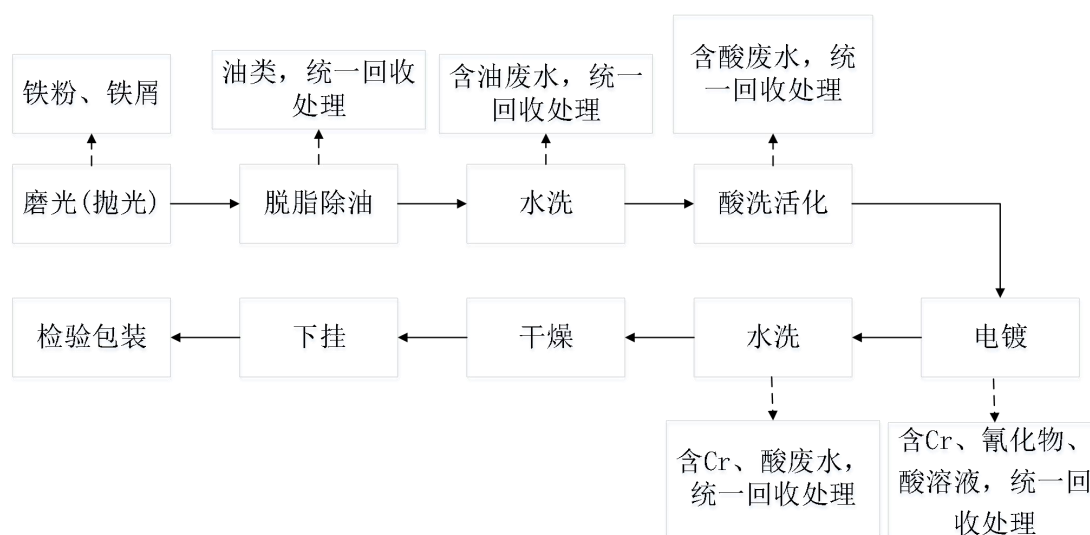 铁粉、铁屑
油类，统一回收
处理
含油废水，统一
回收处理
含酸废水，统
一回收处理
磨光(抛光)
脱脂除油
水洗
酸洗活化
检验包装
下挂
干燥
水洗
电镀
含Cr、酸废水，
统一回收处理
含Cr、氰化物、
酸溶液，统一回
收处理